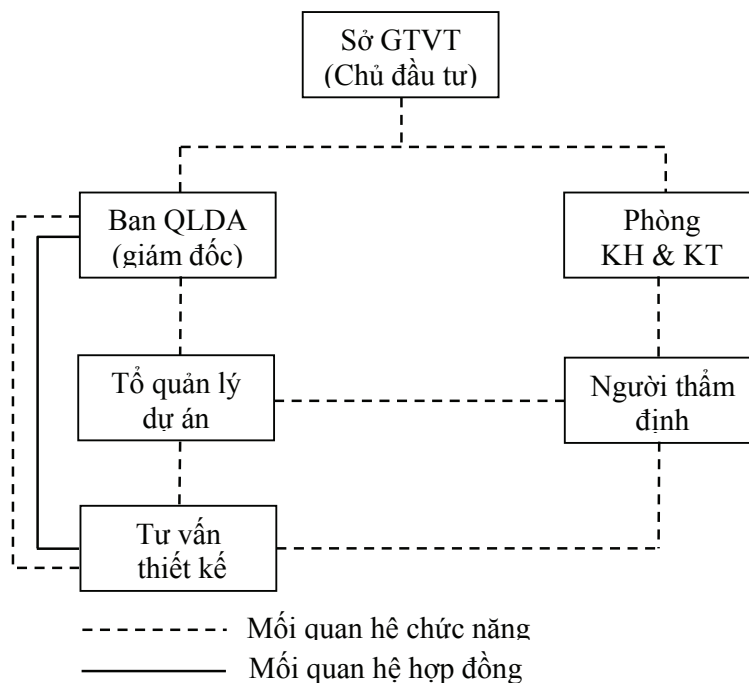 Sở GTVT
(Chủ đầu tư)
Ban QLDA
(giám đốc)
Phòng
KH & KT
Tổ quản lý
dự án
Người thẩm
định
Tư vấn
thiết kế
Mối quan hê chức năng
Mối quan hệ hợp đồng